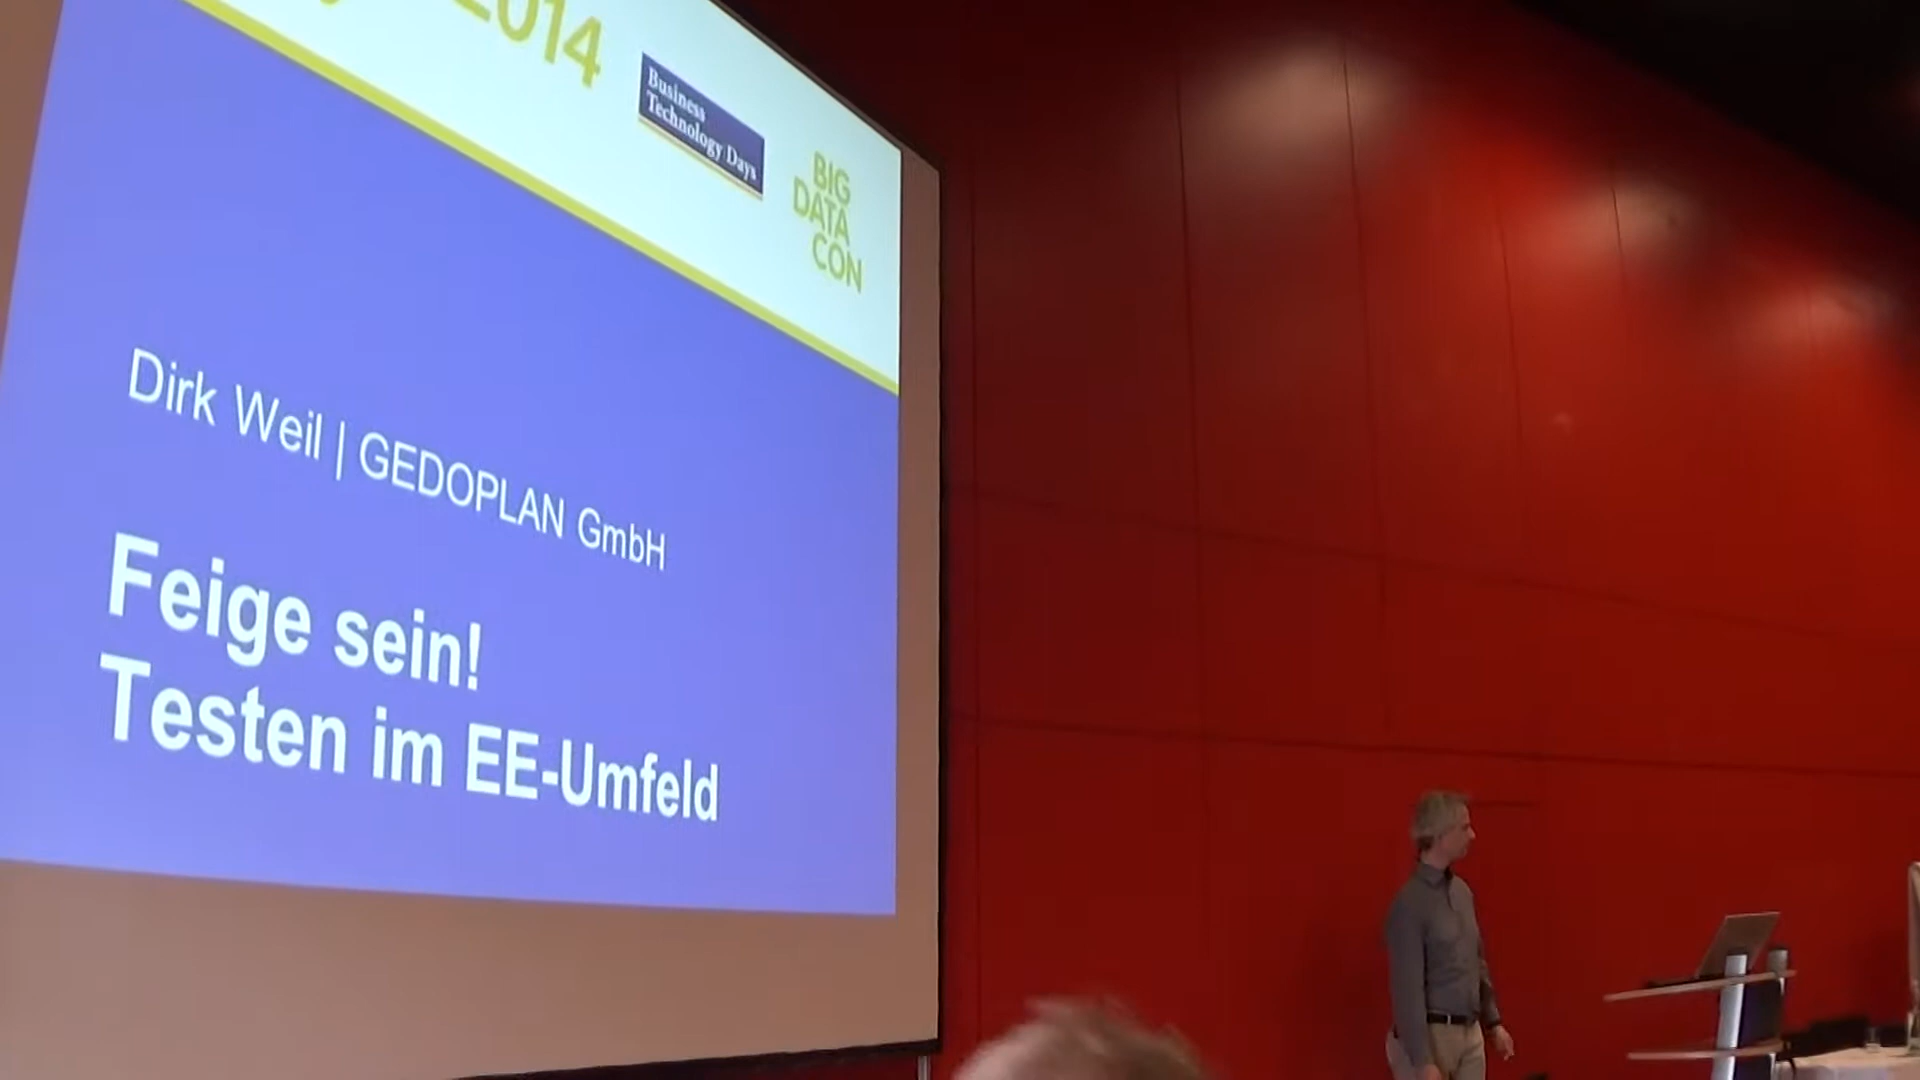 2014
Business
Technology Days
BIG
DATA
CON
Dirk Weil | GEDOPLAN GmbH
Feige sein!
Testen im EE-Umfeld